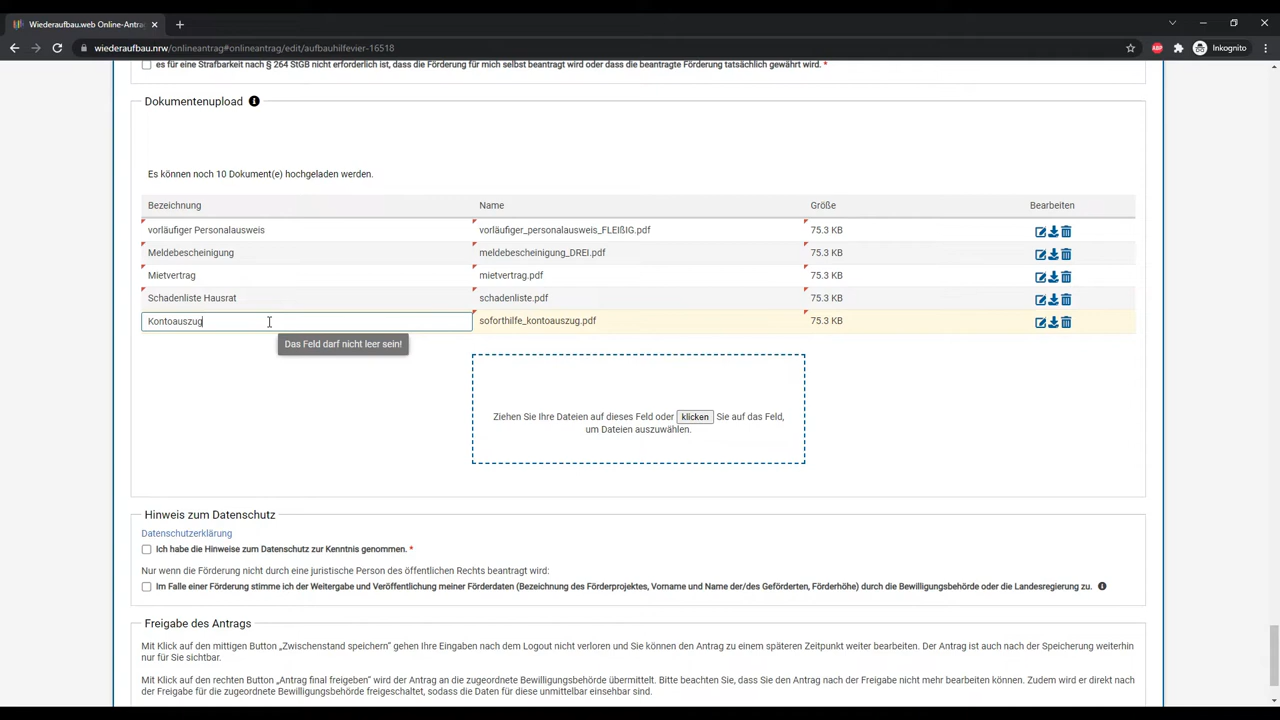 Wiederaufbau.web Online-Antra
wiederaufbau.nrw/onlineantrag#onlineantrag/edit/aufbauhilfevier-16518
ABP
Inkognito
es für eine Strafbarkeit nach § 264 StGB nicht erforderlich ist, dass die Förderung für mich selbst beantragt wird oder dass die beantragte Förderung tatsächlich gewährt wird. *
Dokumentenupload
Es können noch 10 Dokument(e) hochgeladen werden.
Bezeichnung Name Größe Bearbeiten
vorläufiger Personalausweis vorläufiger_personalausweis_FLEIßIG.pdf 75.3 KB
Meldebescheinigung meldebescheinigung_DREI.pdf 75.3 KB
Mietvertrag mietvertrag.pdf 75.3 KB
Schadenliste Hausrat schadenliste.pdf 75.3 KB
Kontoauszug soforthilfe_kontoauszug.pdf 75.3 KB
Das Feld darf nicht leer sein!
Ziehen Sie Ihre Dateien auf dieses Feld oder klicken Sie auf das Feld,
um Dateien auszuwählen.
Hinweis zum Datenschutz
Datenschutzerklärung
Ich habe die Hinweise zum Datenschutz zur Kenntnis genommen. *
Nur wenn die Förderung nicht durch eine juristische Person des öffentlichen Rechts beantragt wird:
Im Falle einer Förderung stimme ich der Weitergabe und Veröffentlichung meiner Förderdaten (Bezeichnung des Förderprojektes, Vorname und Name der/des Geförderten, Förderhöhe) durch die Bewilligungsbehörde oder die Landesregierung zu.
Freigabe des Antrags
Mit Klick auf den mittigen Button „Zwischenstand speichern" gehen Ihre Eingaben nach dem Logout nicht verloren und Sie können den Antrag zu einem späteren Zeitpunkt weiter bearbeiten. Der Antrag ist auch nach der Speicherung weiterhin
nur für Sie sichtbar.
Mit Klick auf den rechten Button „Antrag final freigeben" wird der Antrag an die zugeordnete Bewilligungsbehörde übermittelt. Bitte beachten Sie, dass Sie den Antrag nach der Freigabe nicht mehr bearbeiten können. Zudem wird er direkt nach
der Freigabe für die zugeordnete Bewilligungsbehörde freigeschaltet, sodass die Daten für diese unmittelbar einsehbar sind.